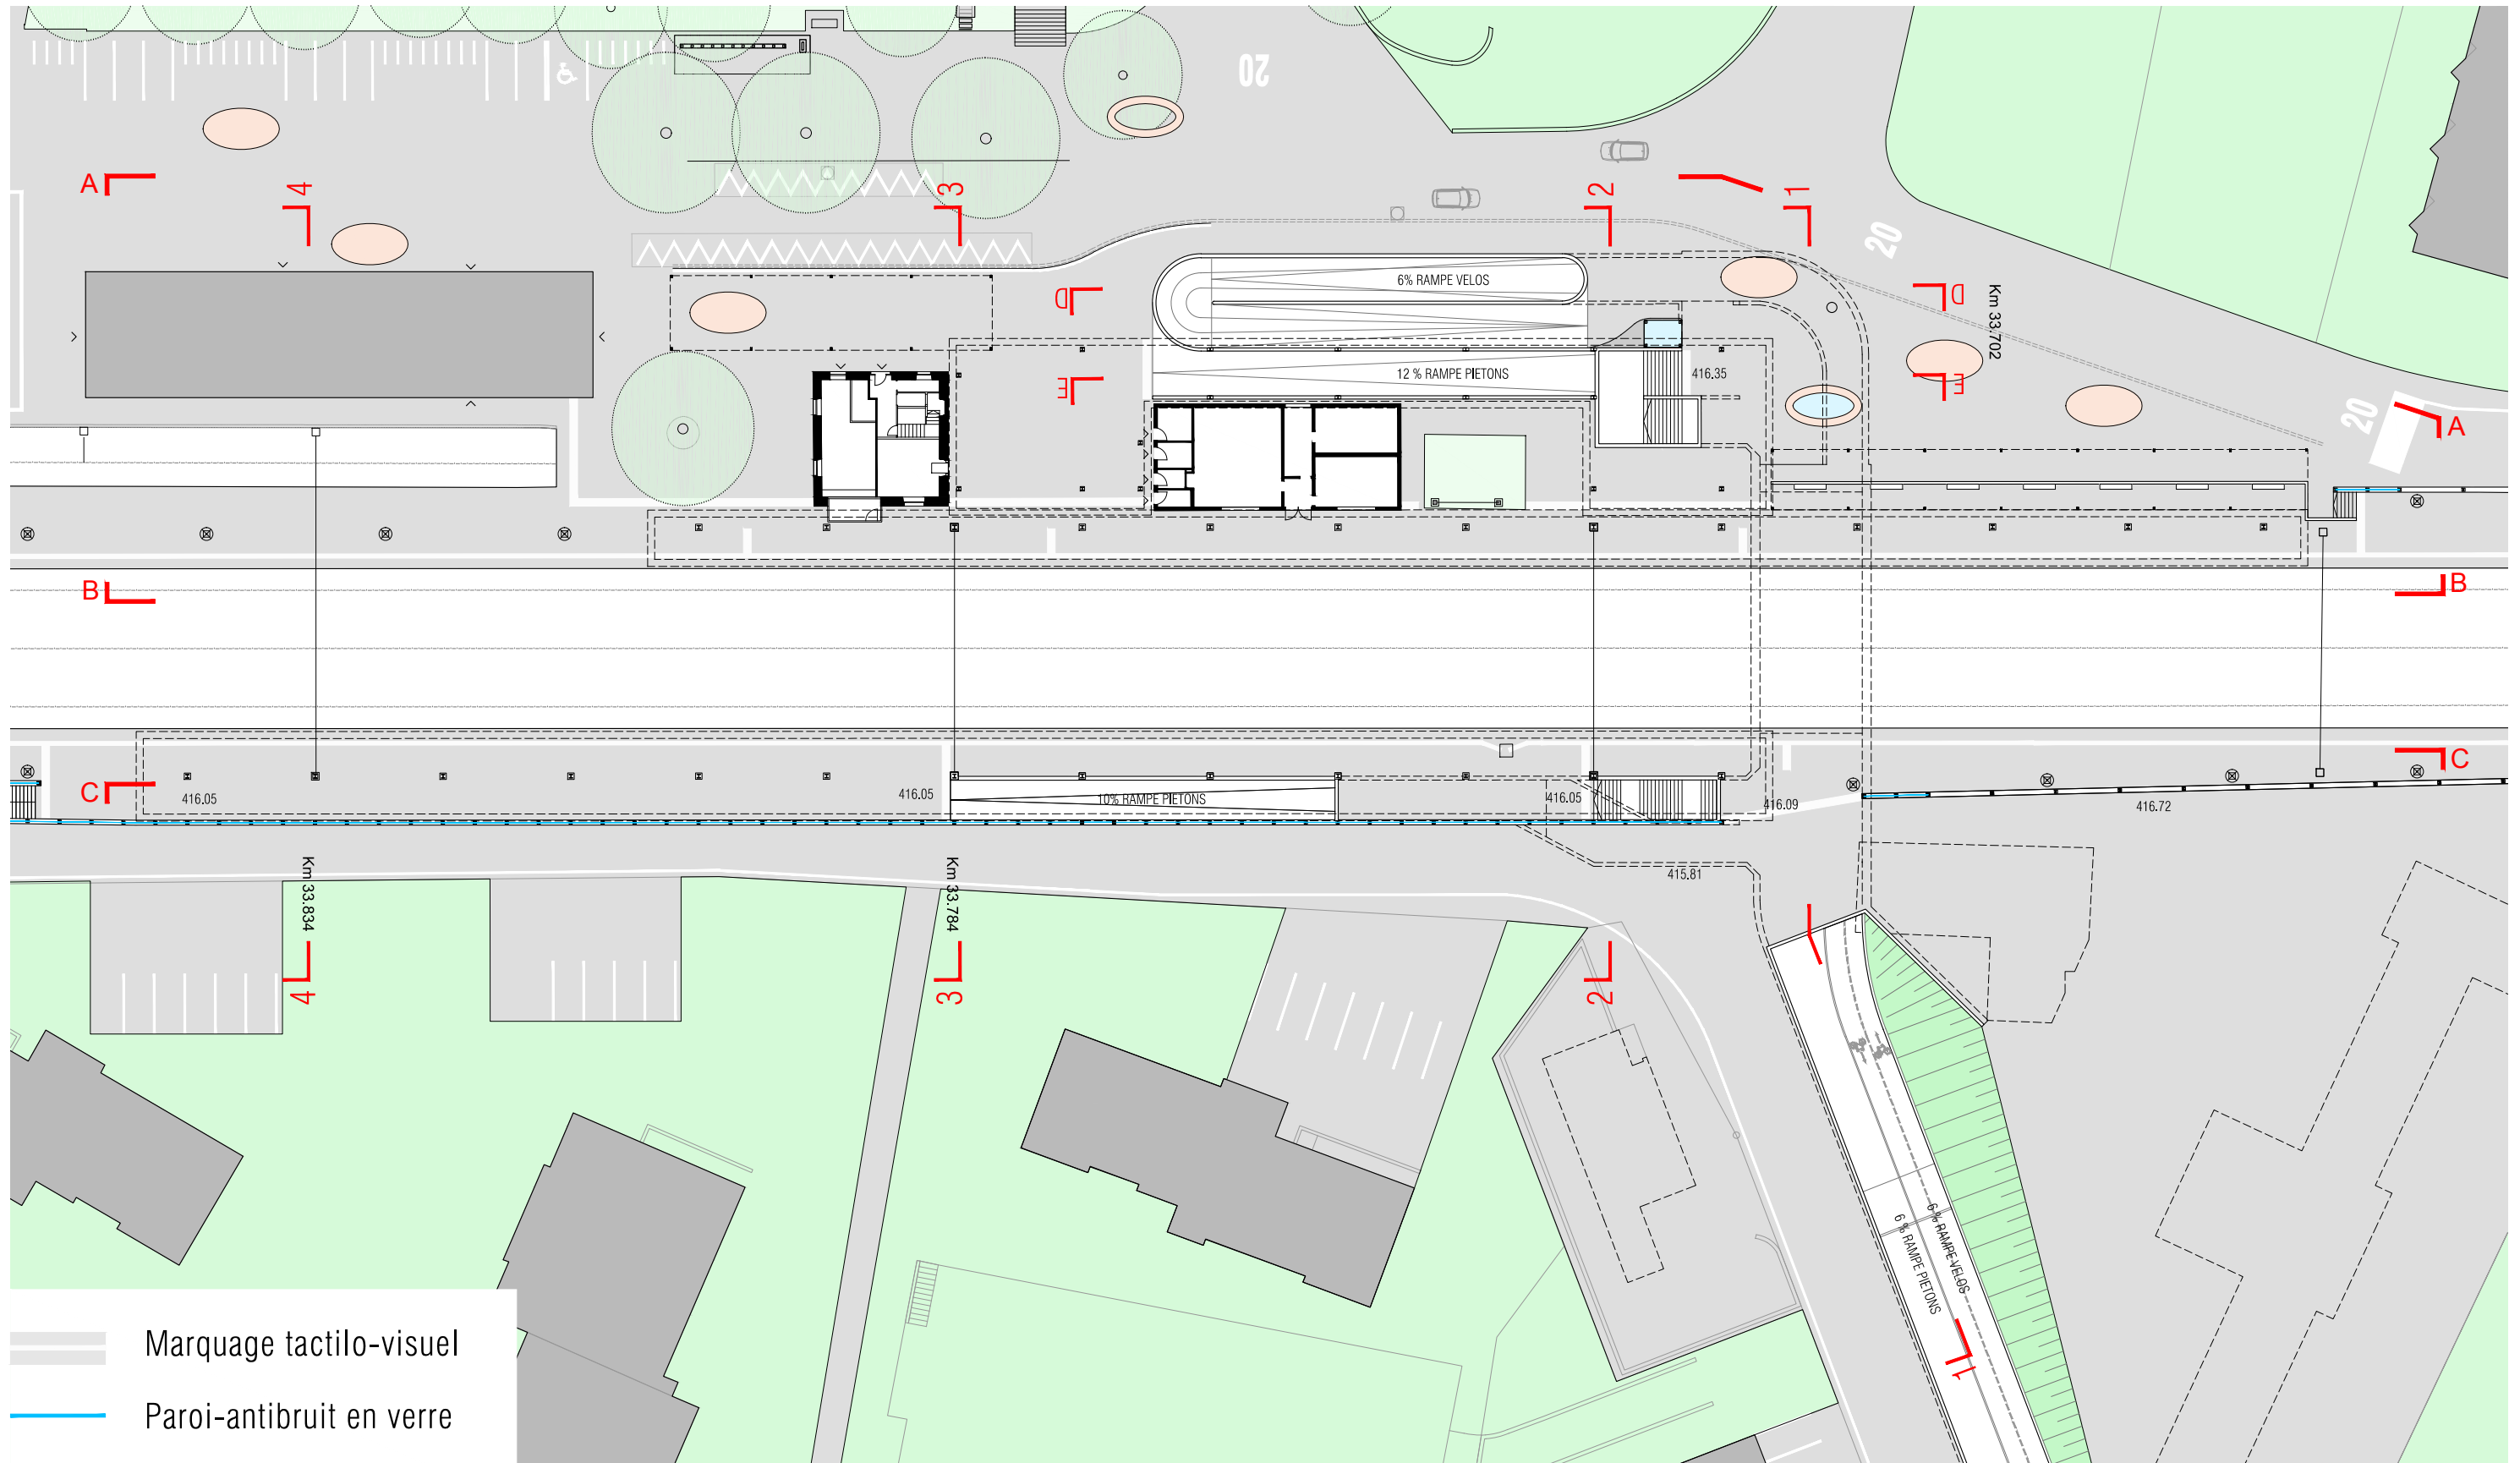 20
A
4
3
2
1
20
6% RAMPE VELOS
D
D
Km 33.702
12 % RAMPE PIETONS
416.35
E
E
20
A
B
B
C
C
416.05
416.05
10% RAMPE PIETONS
416.05
416.09
416.72
Km 33.834
Km 33.784
415.81
4
3
2
6 % RAMPE VELOS
6 % RAMPE PIETONS
1
Marquage tactilo-visuel
Paroi-antibruit en verre